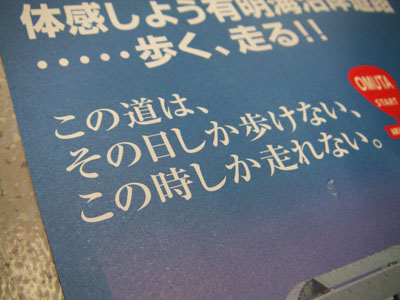 体感しよう有明海沿岸道路
・・・・・歩く、走る!!
OMUTA
START
この道は、
その日しか歩けない、
この時しか走れない。